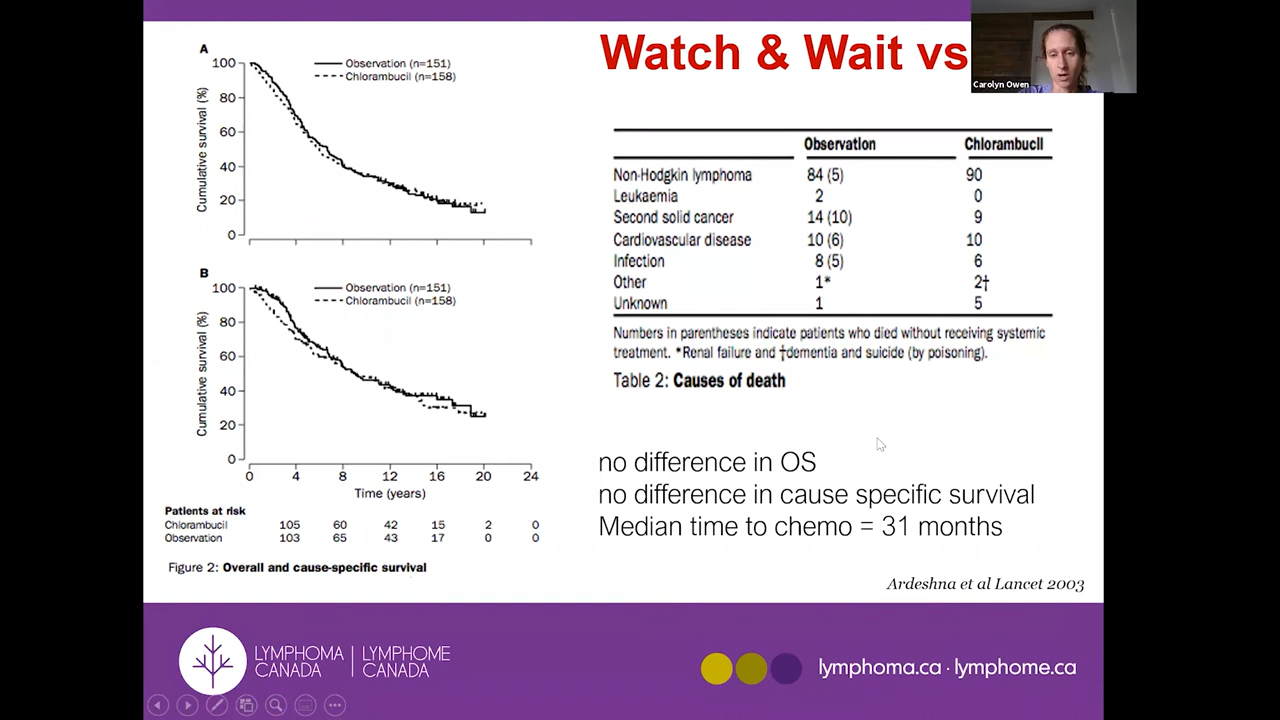 Watch & Wait vs
Carolyn Owen
A
Observation (n=151)
Chlorambucil (n=158)
Cumulative survival (%)
100
80
60
40
20
0
B
Observation (n=151)
Chlorambucil (n=158)
Cumulative survival (%)
100
80
60
40
20
0
0 4 8 12 16 20 24
Time (years)
Patients at risk
Chlorambucil 105 60 42 15 2 0
Observation 103 65 43 17 0 0
Figure 2: Overall and cause-specific survival
Observation Chlorambucil
Non-Hodgkin lymphoma 84 (5) 90
Leukaemia 2 0
Second solid cancer 14 (10) 9
Cardiovascular disease 10 (6) 10
Infection 8 (5) 6
Other 1* 2†
Unknown 1 5
Numbers in parentheses indicate patients who died without receiving systemic
treatment. *Renal failure and †dementia and suicide (by poisoning).
Table 2: Causes of death
no difference in OS
no difference in cause specific survival
Median time to chemo = 31 months
Ardeshna et al Lancet 2003
LYMPHOMA | LYMPHOME
CANADA | CANADA
lymphoma.ca · lymphome.ca